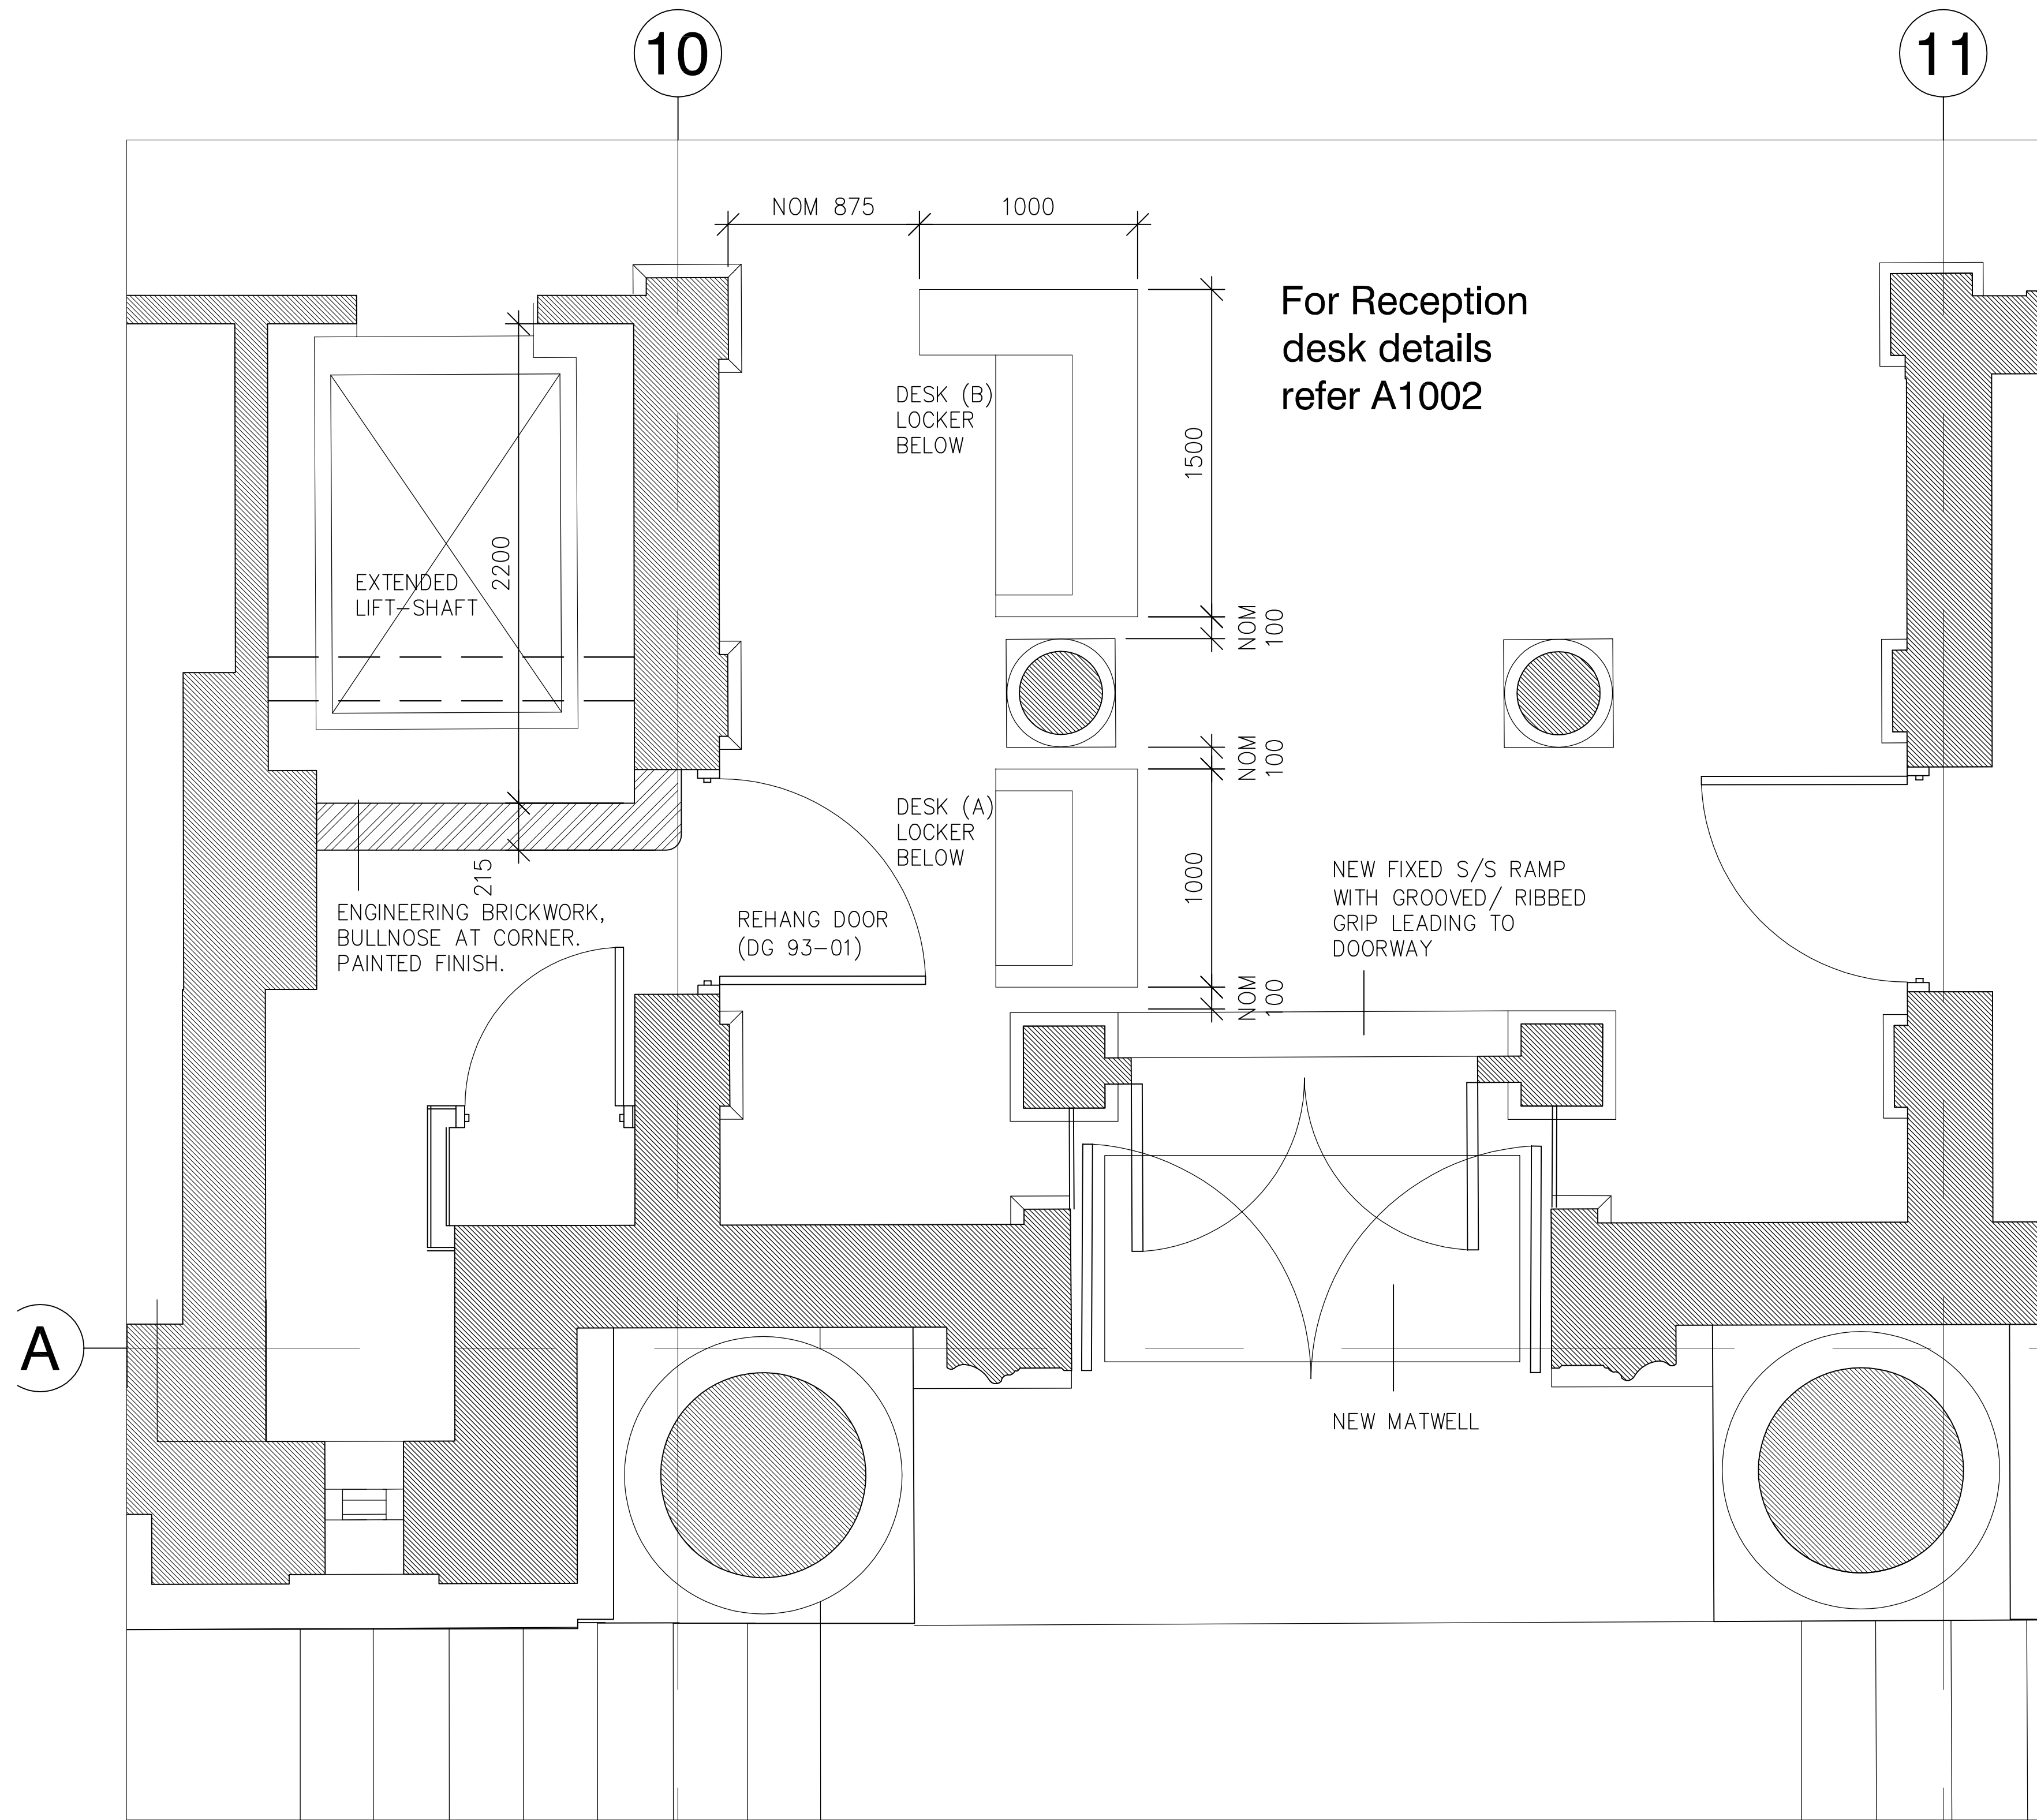 10
11
NOM 875
1000
For Reception
desk details
refer A1002
DESK (B)
LOCKER
BELOW
1500
2200
EXTENDED
LIFT-SHAFT
NOM
100
NOM
100
DESK (A)
LOCKER
BELOW
1000
215
ENGINEERING BRICKWORK,
BULLNOSE AT CORNER.
PAINTED FINISH.
REHANG DOOR
(DG 93-01)
NEW FIXED S/S RAMP
WITH GROOVED/ RIBBED
GRIP LEADING TO
DOORWAY
NOM
100
A
NEW MATWELL